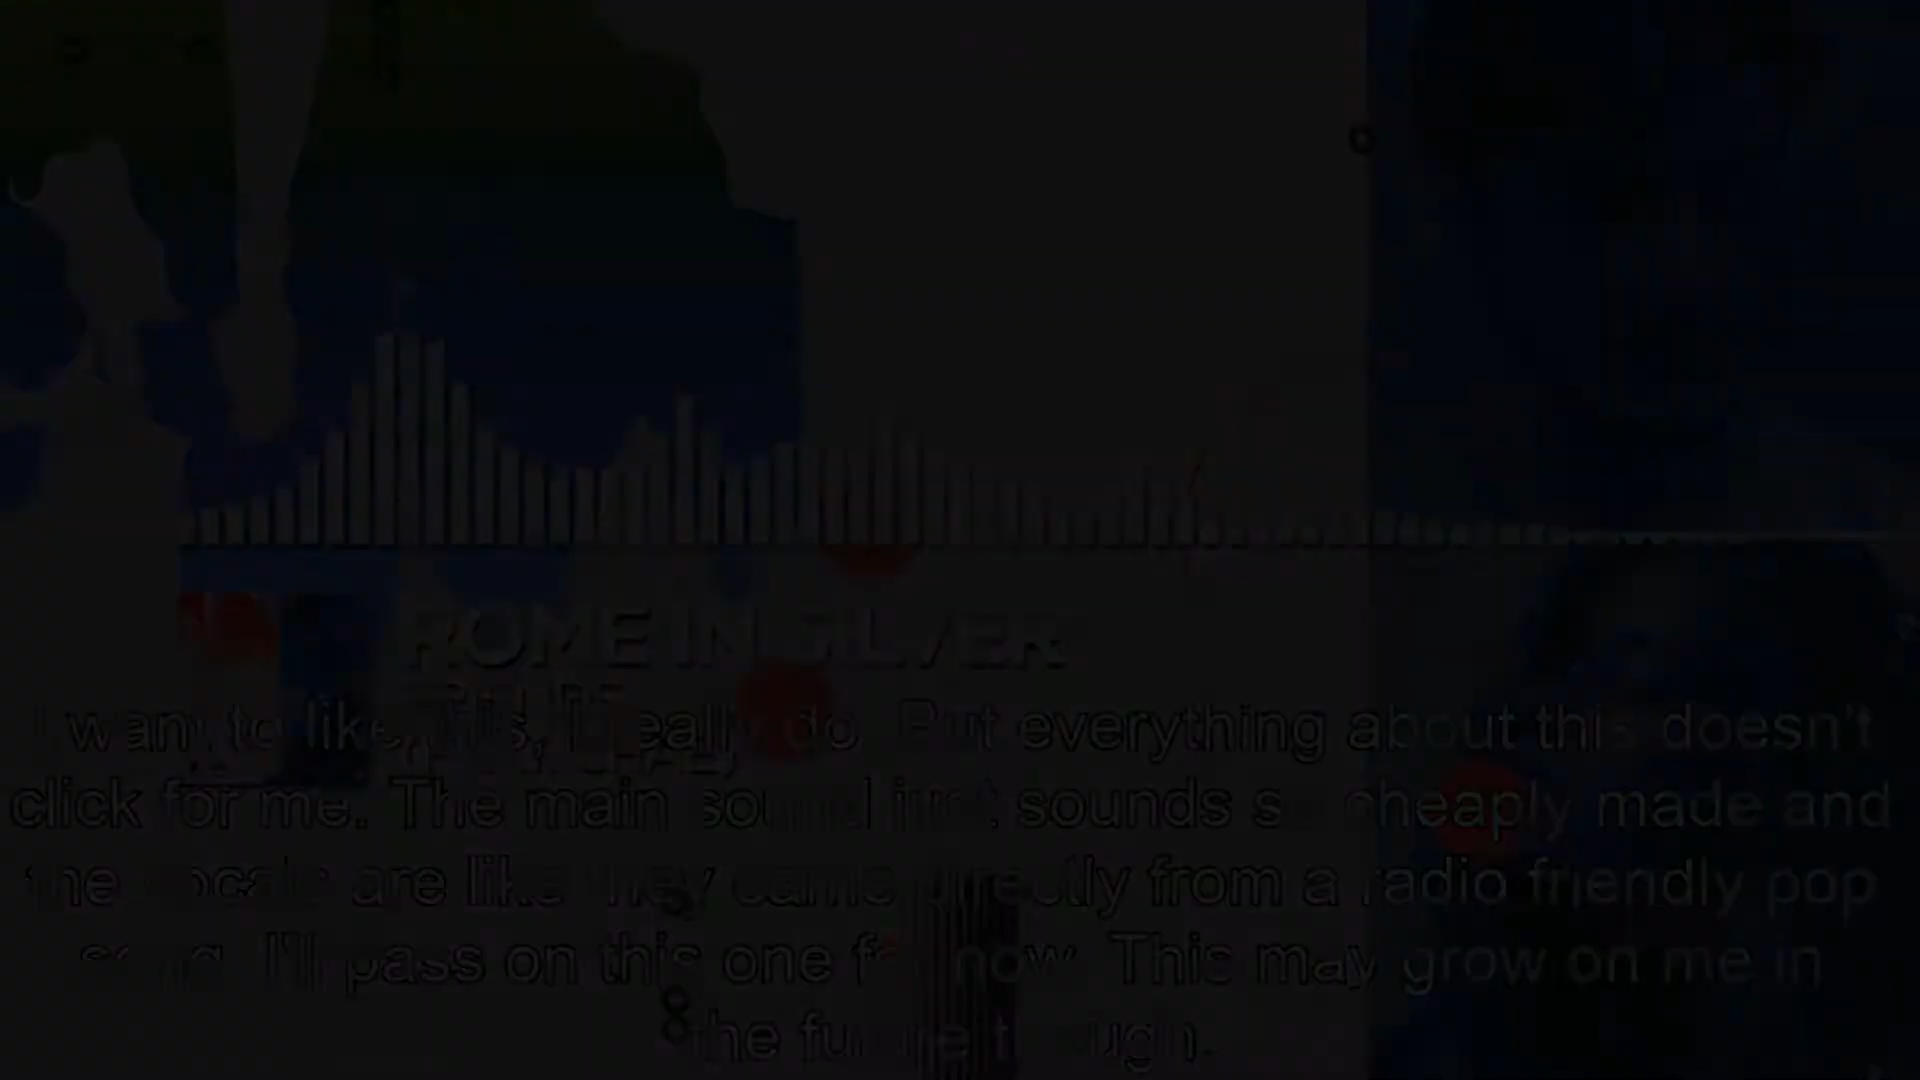 ROME IN SILVER
I want to like this, I really do. But everything about this doesn't
click for me. The main sound just sounds so cheaply made and
the vocals are like they came directly from a radio friendly pop
song. I'll pass on this one for now. This may grow on me in
the future though.